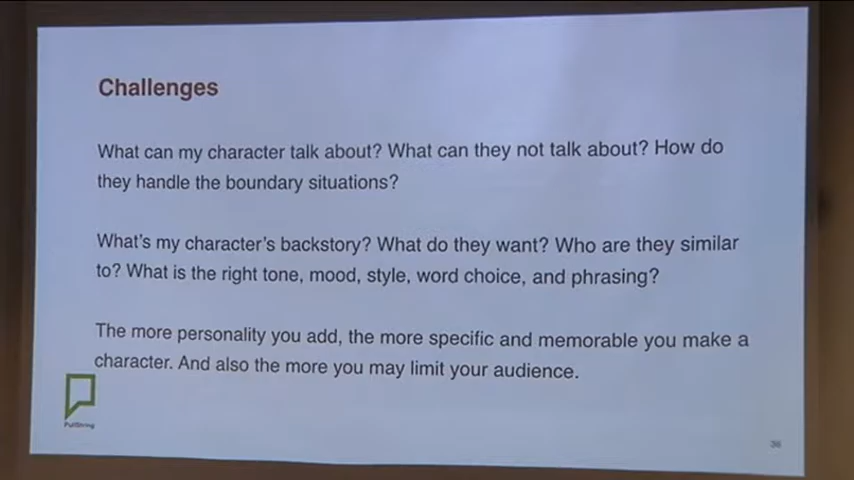 Challenges
What can my character talk about? What can they not talk about? How do
they handle the boundary situations?
What's my character's backstory? What do they want? Who are they similar
to? What is the right tone, mood, style, word choice, and phrasing?
The more personality you add, the more specific and memorable you make a
character. And also the more you may limit your audience.
PullString
36